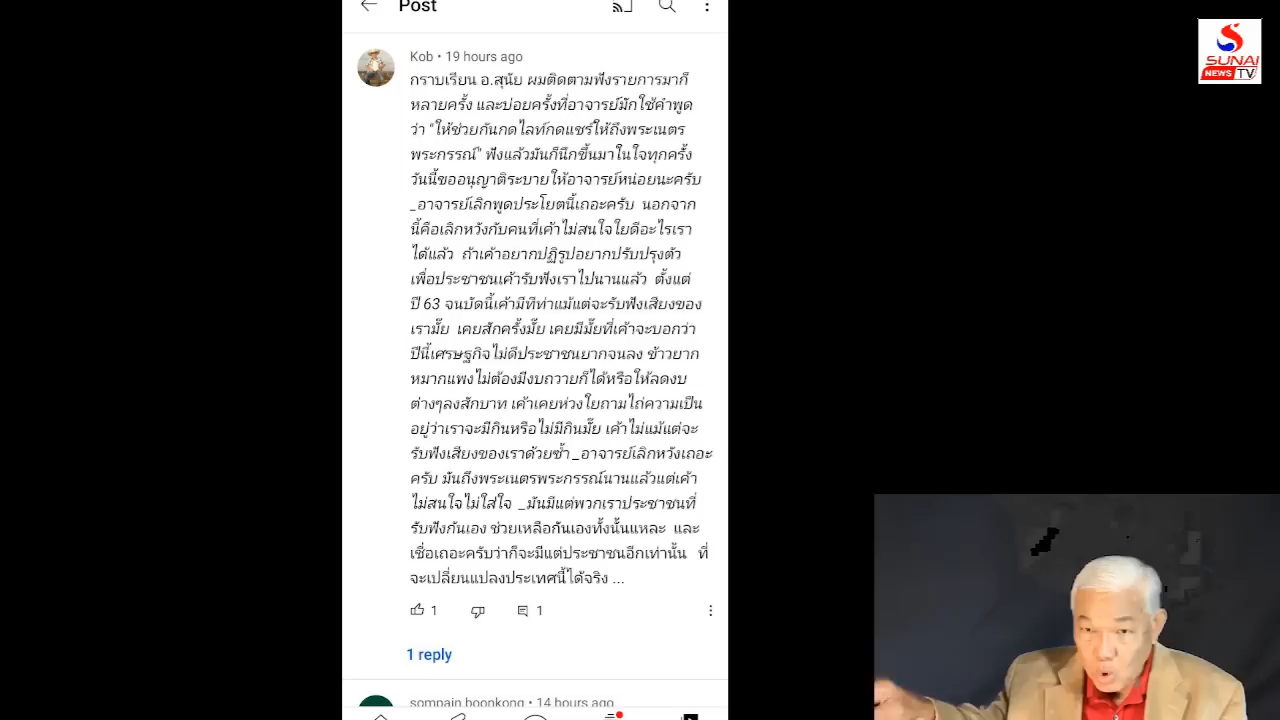 Post
SUNAI
NEWS TV
Kob • 19 hours ago
กราบเรียน อ.สุนัย ผมติดตามฟังรายการมาก็
หลายครั้ง และบ่อยครั้งที่อาจารย์มักใช้คำพูด
ว่า "ให้ช่วยกันกดไลท์กดแชร์ให้ถึงพระเนตร
พระกรรณ์" ฟังแล้วมันก็นึกขึ้นมาในใจทุกครั้ง
วันนี้ขออนุญาติระบายให้อาจารย์หน่อยนะครับ
_อาจารย์เลิกพูดประโยตนี้เถอะครับ นอกจาก
นี้คือเลิกหวังกับคนที่เค้าไม่สนใจใยดีอะไรเรา
ได้แล้ว ถ้าเค้าอยากปฏิรูปอยากปรับปรุงตัว
เพื่อประชาชนเค้ารับฟังเราไปนานแล้ว ตั้งแต่
ปี 63 จนบัดนี้เค้ามีทีท่าแม้แต่จะรับฟังเสียงของ
เรามั๊ย เคยสักครั้งมั๊ย เคยมีมั๊ยที่เค้าจะบอกว่า
ปีนี้เศรษฐกิจไม่ดีประชาชนยากจนลง ข้าวยาก
หมากแพงไม่ต้องมีงบถวายก็ได้หรือให้ลดงบ
ต่างๆลงสักบาท เค้าเคยห่วงใยถามไถ่ความเป็น
อยู่ว่าเราจะมีกินหรือไม่มีกินมั๊ย เค้าไม่แม้แต่จะ
รับฟังเสียงของเราด้วยซ้ำ _อาจารย์เลิกหวังเถอะ
ครับ มันถึงพระเนตรพระกรรณ์นานแล้วแต่เค้า
ไม่สนใจไม่ใส่ใจ _มันมีแต่พวกเราประชาชนที่
รับฟังกันเอง ช่วยเหลือกันเองทั้งนั้นแหละ และ
เชื่อเถอะครับว่าก็จะมีแต่ประชาชนอีกเท่านั้น ที่
จะเปลี่ยนแปลงประเทศนี้ได้จริง ...
1 1
1 reply
sompain boonkong • 14 hours ago